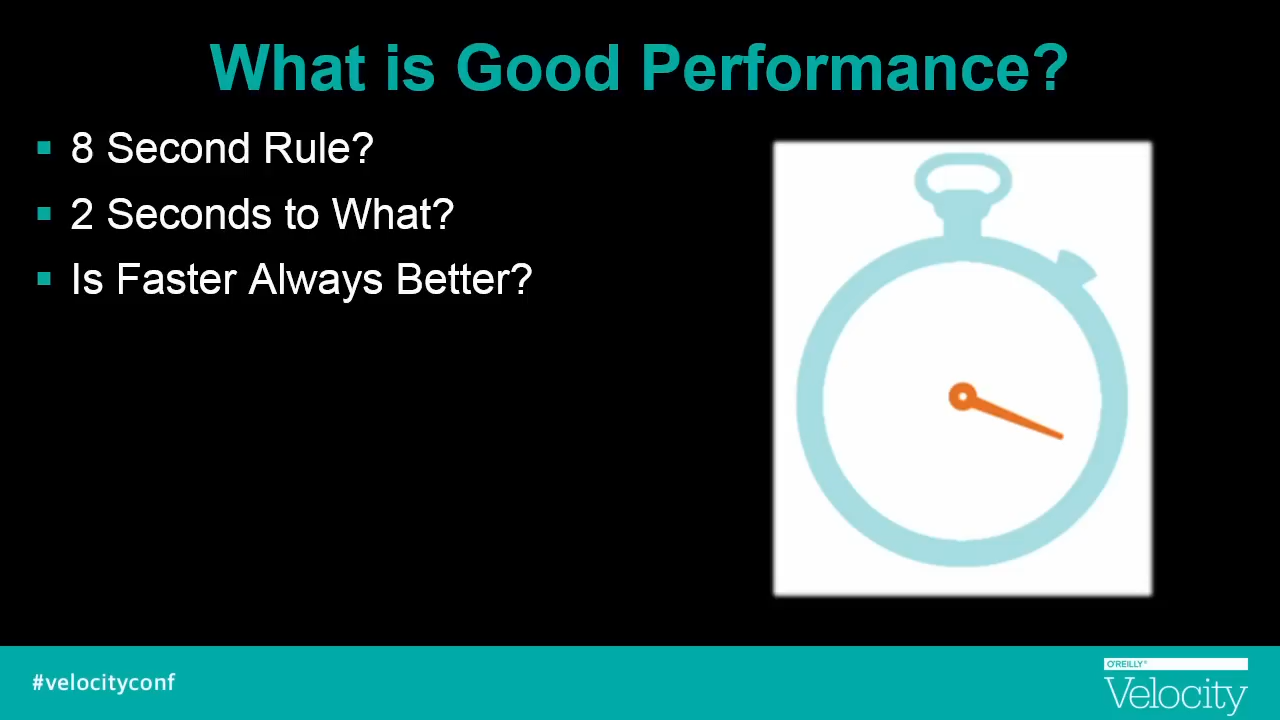 What is Good Performance?
8 Second Rule?
2 Seconds to What?
Is Faster Always Better?
#velocityconf
O'REILLY®
Velocity